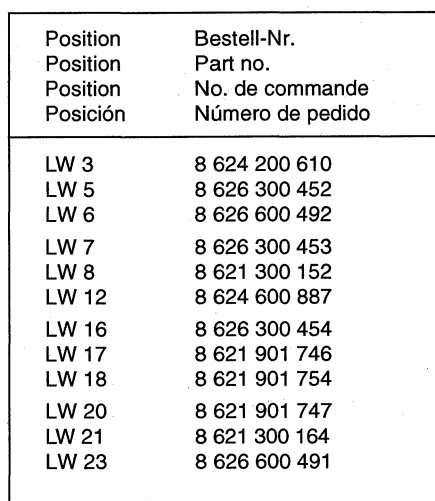 Position Bestell-Nr.
Position Part no.
Position No. de commande
Posición Número de pedido
LW 3 8 624 200 610
LW 5 8 626 300 452
LW 6 8 626 600 492
LW 7 8 626 300 453
LW 8 8 621 300 152
LW 12 8 624 600 887
LW 16 8 626 300 454
LW 17 8 621 901 746
LW 18 8 621 901 754
LW 20 8 621 901 747
LW 21 8 621 300 164
LW 23 8 626 600 491